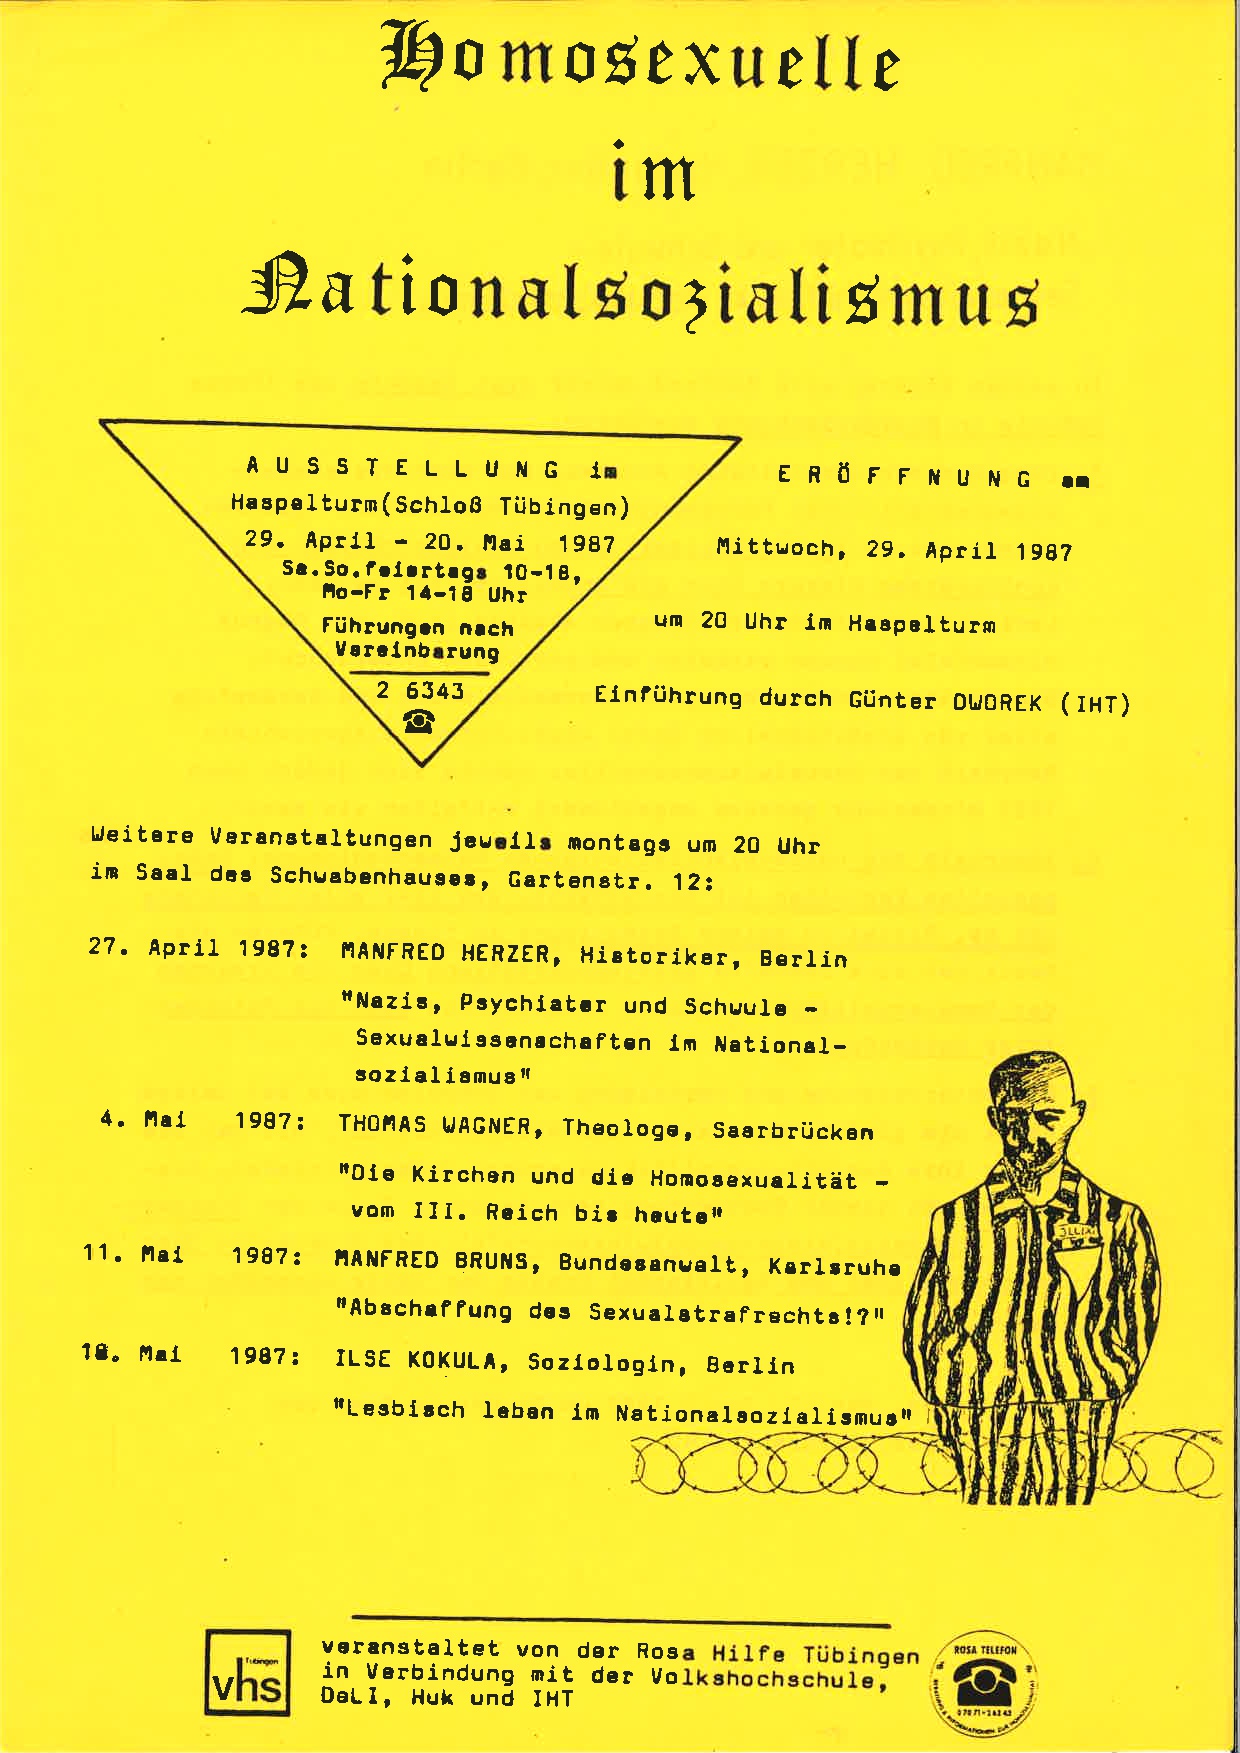 Homosexuelle
im
Nationalsozialismus
AUSSTELLUNG im
Haspelturm(Schloß Tübingen)
29. April - 20. Mai 1987
Sa.So.feiertags 10-18,
Mo-Fr 14-18 Uhr
Führungen nach
Vereinbarung
2 6343
ERÖFFNUNG am
Mittwoch, 29. April 1987
um 20 Uhr im Haspelturm
Einführung durch Günter DWOREK (IHT)
Weitere Veranstaltungen jeweils montags um 20 Uhr
im Saal des Schwabenhauses, Gartenstr. 12:
27. April 1987: MANFRED HERZER, Historiker, Berlin
"Nazis, Psychiater und Schwule -
Sexualwissenschaften im National-
sozialismus"
4. Mai 1987: THOMAS WAGNER, Theologe, Saarbrücken
"Die Kirchen und die Homosexualität -
vom III. Reich bis heute"
11. Mai 1987: MANFRED BRUNS, Bundesanwalt, Karlsruhe
"Abschaffung des Sexualstrafrechts!?"
18. Mai 1987: ILSE KOKULA, Soziologin, Berlin
"Lesbisch leben im Nationalsozialismus"
Tübingen
vhs
veranstaltet von der Rosa Hilfe Tübingen
in Verbindung mit der Volkshochschule,
DeLI, Huk und IHT
ROSA TELEFON
07071-26343